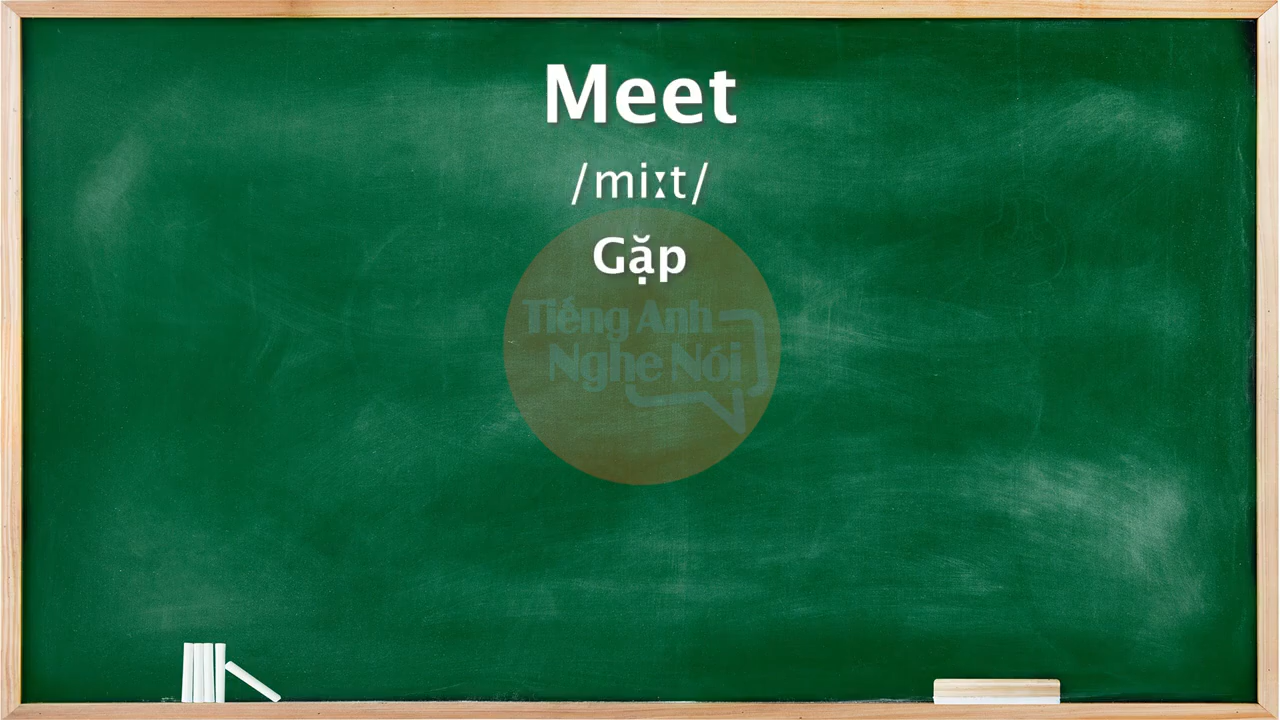 Meet
/miːt/
Gặp
Tiếng Anh
Nghe Nói